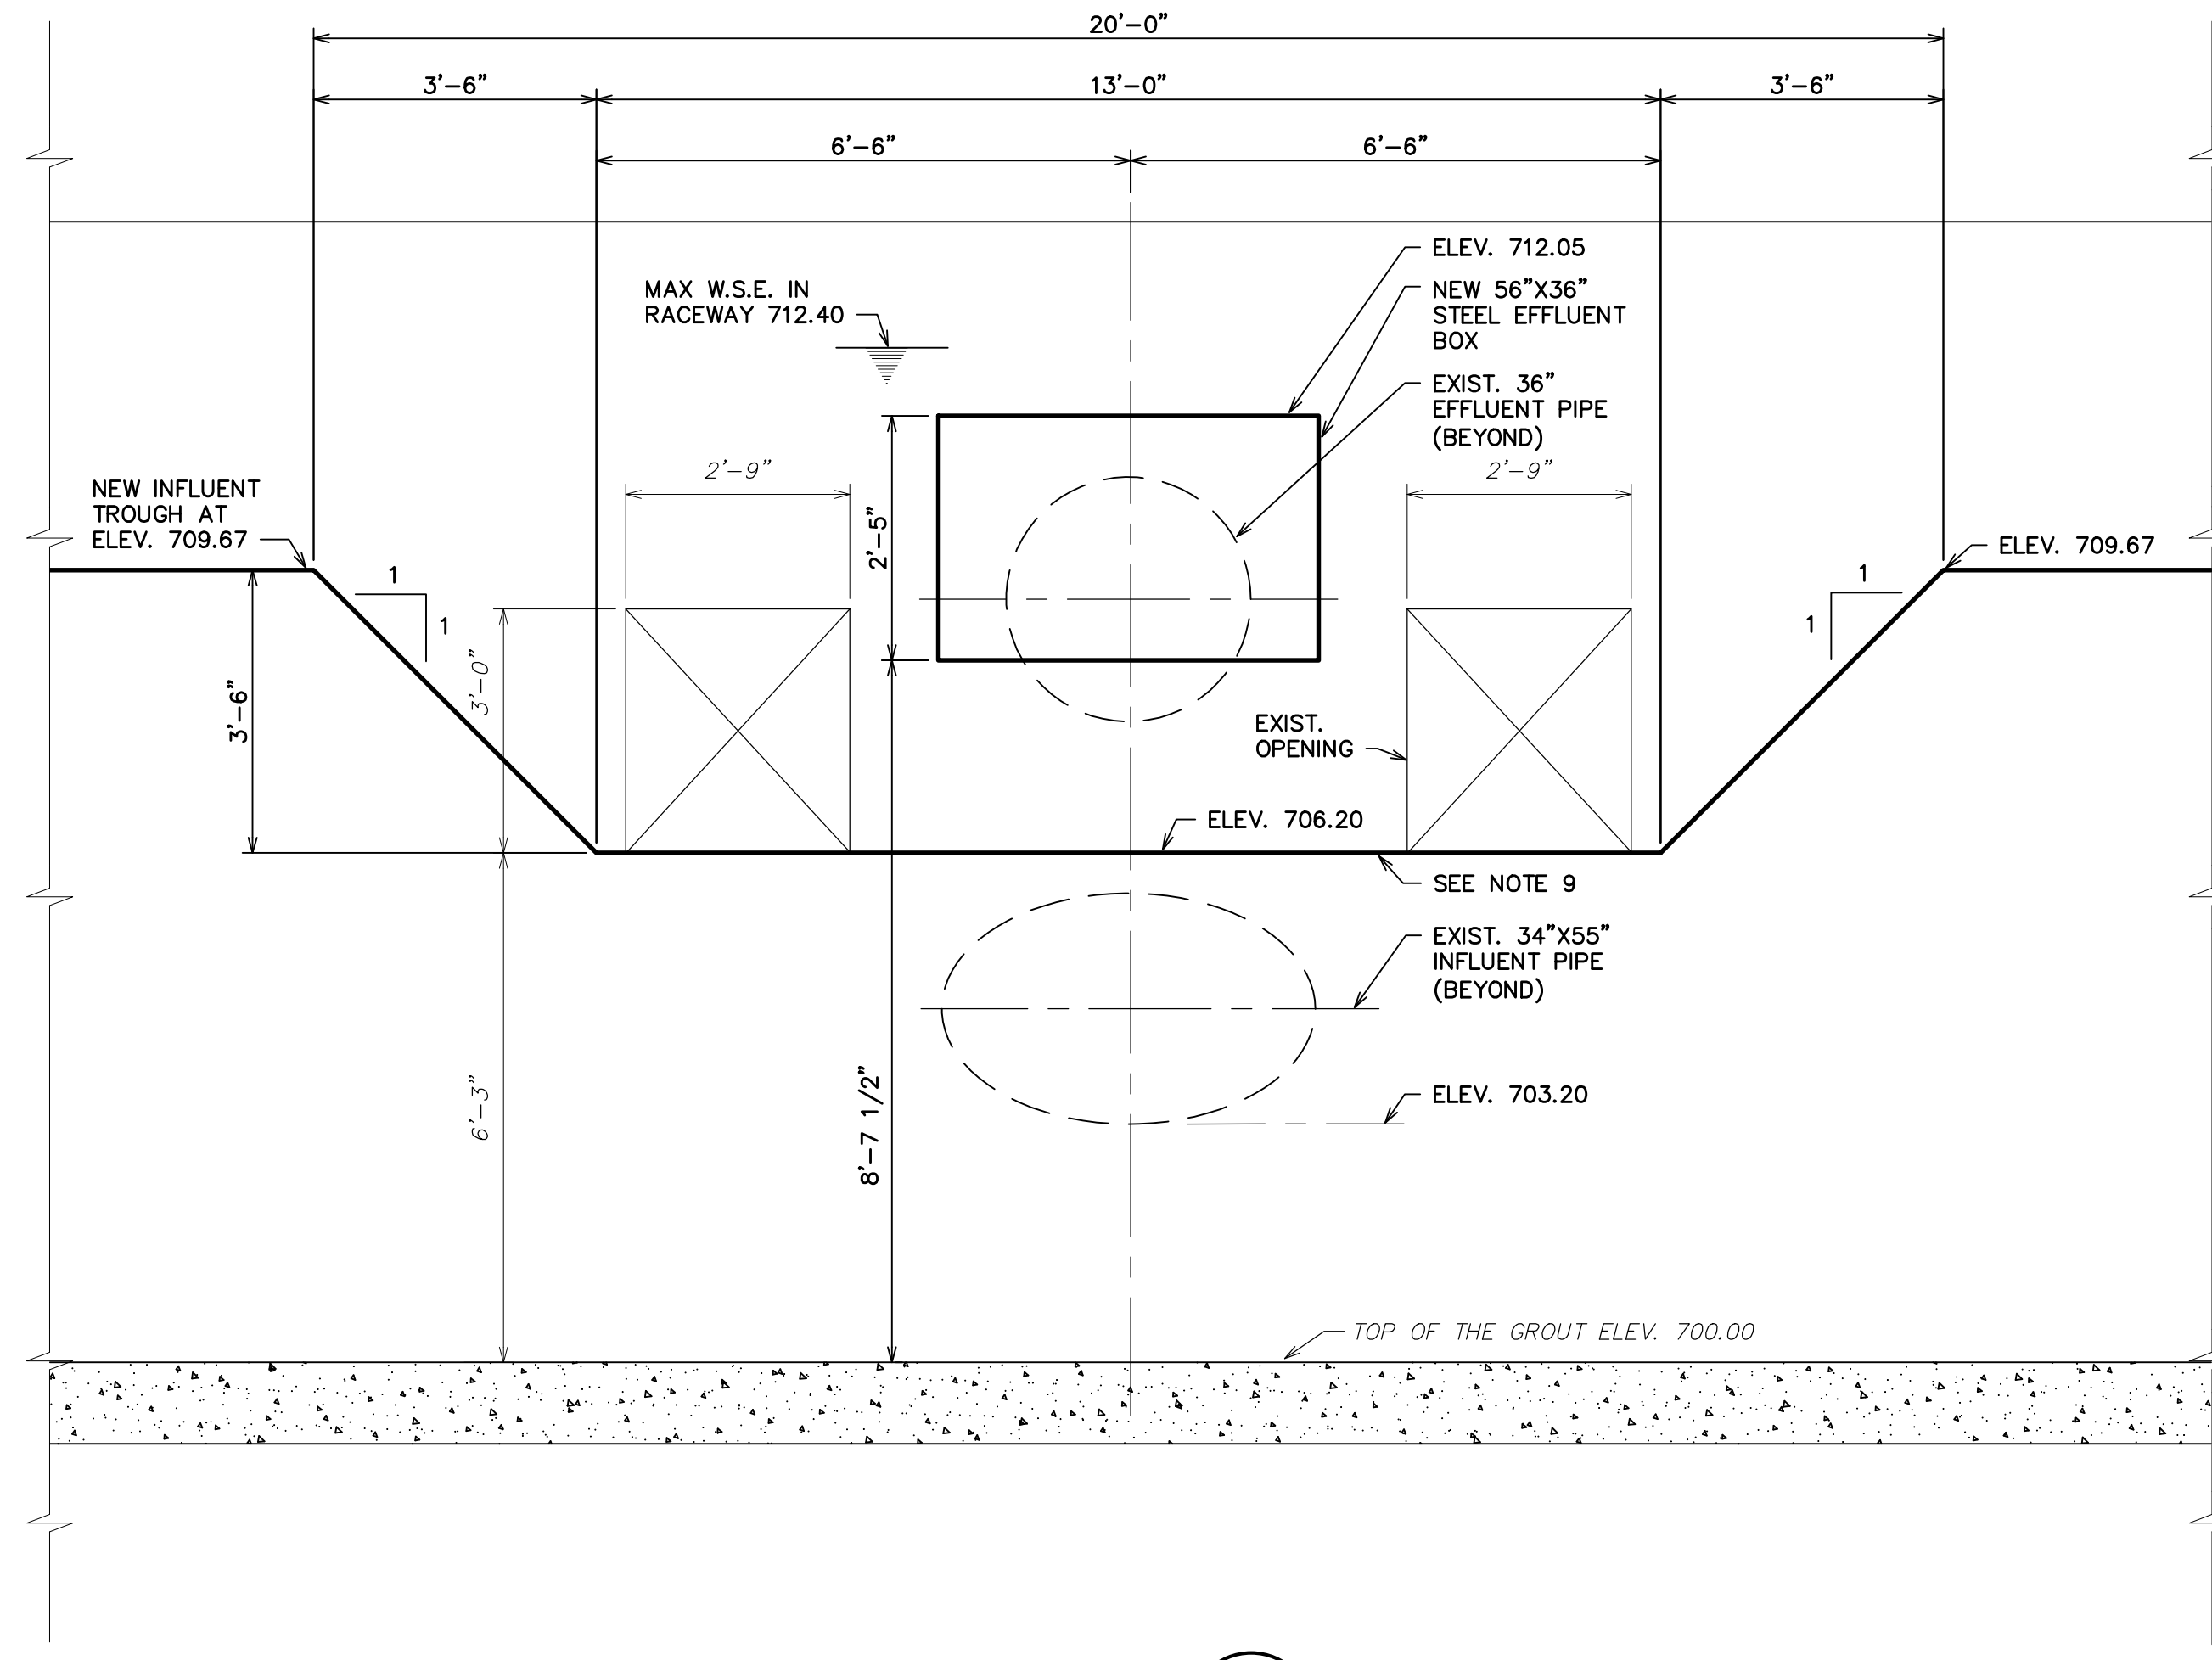 20'-0"
3'-6"
13'-0"
3'-6"
6'-6"
6'-6"
ELEV. 712.05
MAX W.S.E. IN
RACEWAY 712.40
NEW 56"X36"
STEEL EFFLUENT
BOX
EXIST. 36"
EFFLUENT PIPE
(BEYOND)
2'-9"
2'-9"
NEW INFLUENT
TROUGH AT
ELEV. 709.67
2'-5"
ELEV. 709.67
1
1
1
1
3'-6"
3'-0"
EXIST.
OPENING
ELEV. 706.20
SEE NOTE 9
EXIST. 34"X55"
INFLUENT PIPE
(BEYOND)
6'-3"
8'-7 1/2"
ELEV. 703.20
TOP OF THE GROUT ELEV. 700.00